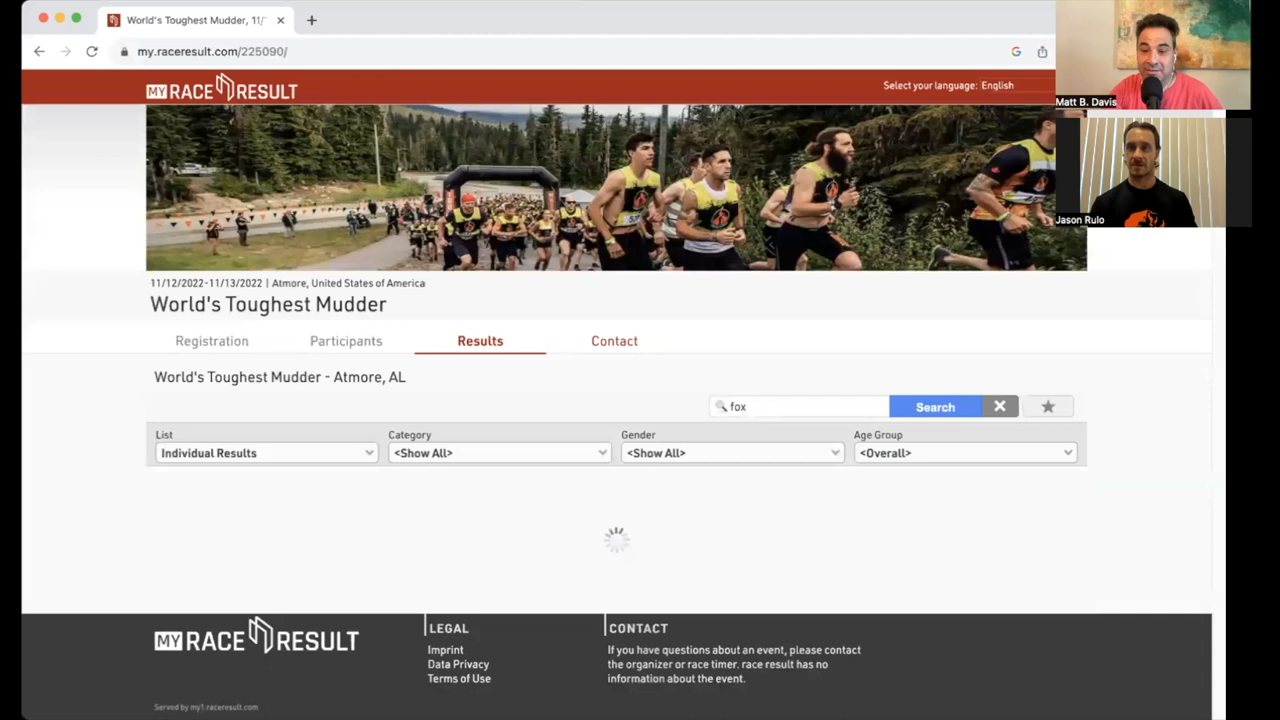 World's Toughest Mudder, 11/
my.raceresult.com/225090/
MY RACE RESULT
Select your language: English
Matt B. Davis
Jason Rulo
11/12/2022-11/13/2022 | Atmore, United States of America
World's Toughest Mudder
Registration
Participants
Results
Contact
World's Toughest Mudder - Atmore, AL
fox
Search
List
Category
Gender
Age Group
Individual Results
<Show All>
<Show All>
<Overall>
MY RACE RESULT
LEGAL
Imprint
Data Privacy
Terms of Use
CONTACT
If you have questions about an event, please contact
the organizer or race timer. race result has no
information about the event.
Served by my1.raceresult.com